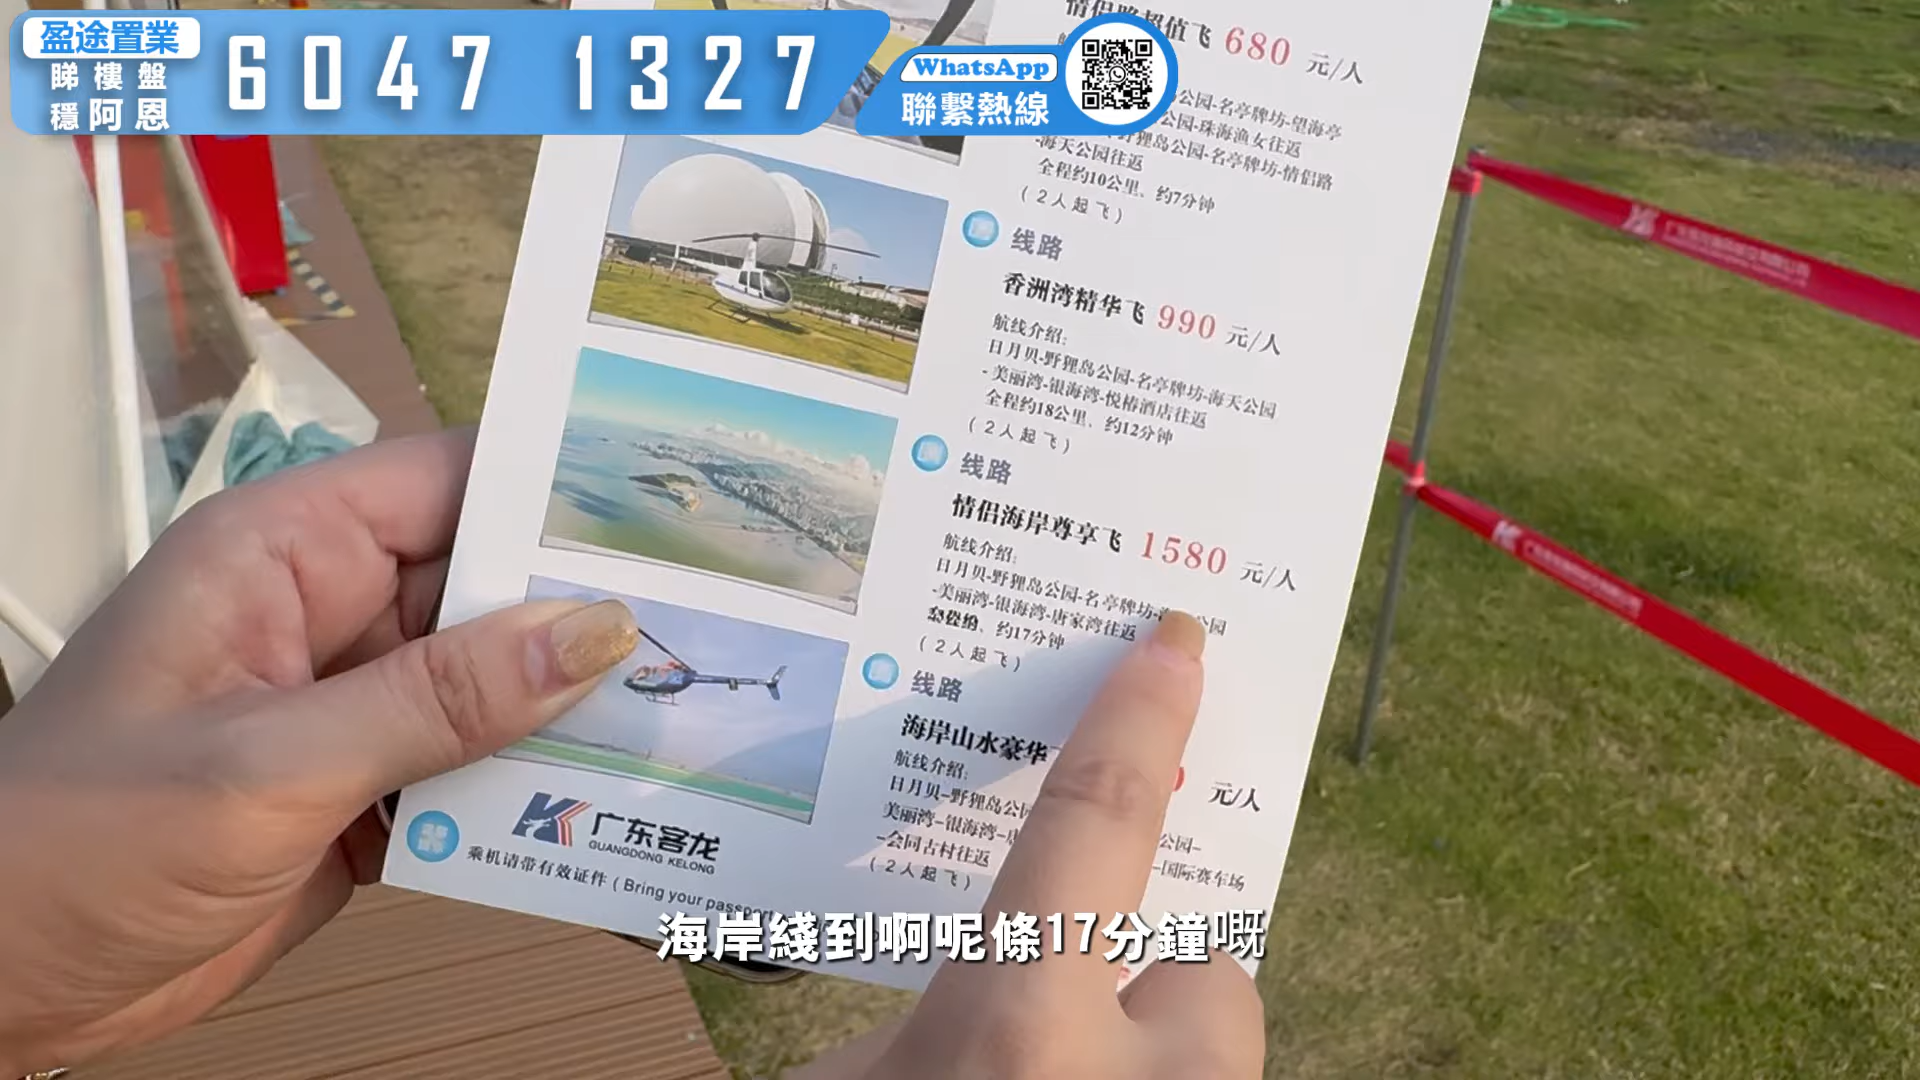 盈途置業
睇樓盤
穩阿恩
6047 1327
WhatsApp
聯繫熱線
情侣路超值飞 680 元/人
公园-名亭牌坊-望海亭
公园-珠海渔女往返
野狸岛公园-名亭牌坊-情侣路
-海天公园往返
全程约10公里、约7分钟
(2人起飞)
线路
香洲湾精华飞 990 元/人
航线介绍:
日月贝-野狸岛公园-名亭牌坊-海天公园
-美丽湾-银海湾-悦椿酒店往返
全程约18公里、约12分钟
(2人起飞)
线路
情侣海岸尊享飞 1580 元/人
航线介绍:
日月贝-野狸岛公园-名亭牌坊-海 公园
-美丽湾-银海湾-唐家湾往返
、约17分钟
(2人起飞)
线路
海岸山水豪华 元/人
航线介绍:
日月贝-野狸岛公园 公园-
美丽湾-银海湾- -国际赛车场
-会同古村往返
(2人起飞)
广东客龙
GUANGDONG KELONG
乘机请带有效证件 (Bring your passport
海岸綫到啊呢條17分鐘嘅